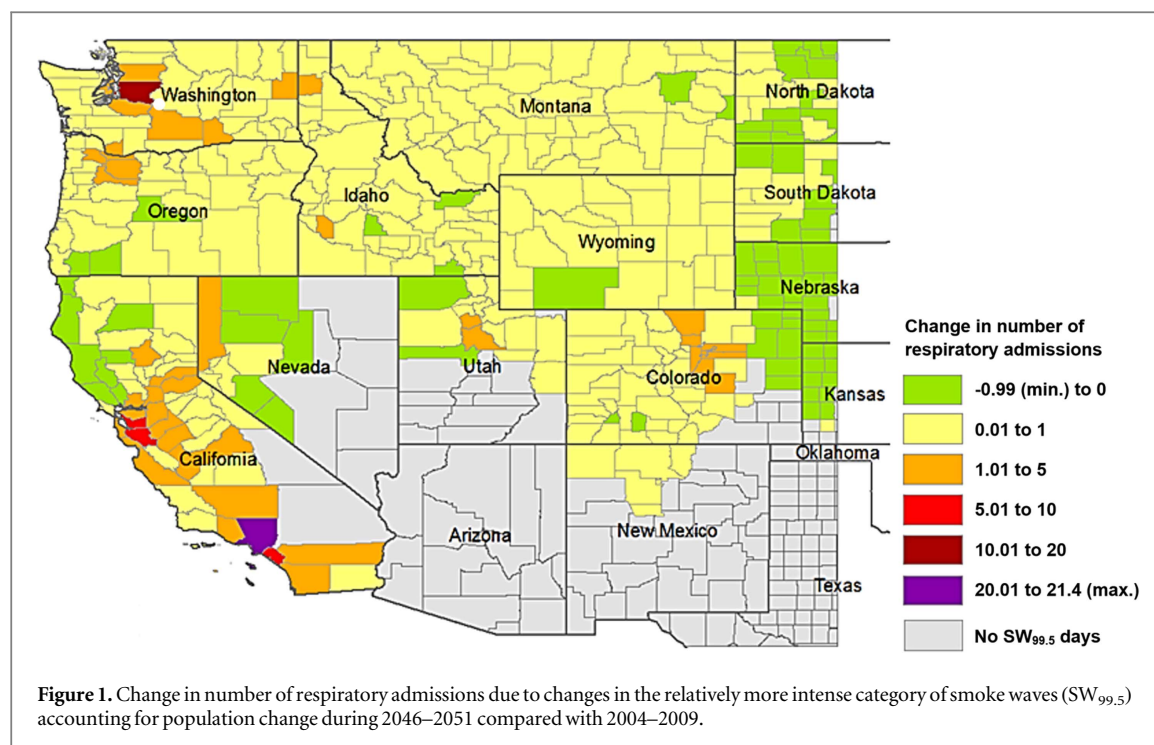 Washington
Montana
North Dakota
Idaho
South Dakota
Oregon
Wyoming
Nebraska
Nevada
Utah
Colorado
Kansas
California
Oklahoma
Arizona
New Mexico
Texas
Change in number of
respiratory admissions
-0.99 (min.) to 0
0.01 to 1
1.01 to 5
5.01 to 10
10.01 to 20
20.01 to 21.4 (max.)
No SW99.5 days
Figure 1. Change in number of respiratory admissions due to changes in the relatively more intense category of smoke waves (SW99.5)
accounting for population change during 2046–2051 compared with 2004–2009.